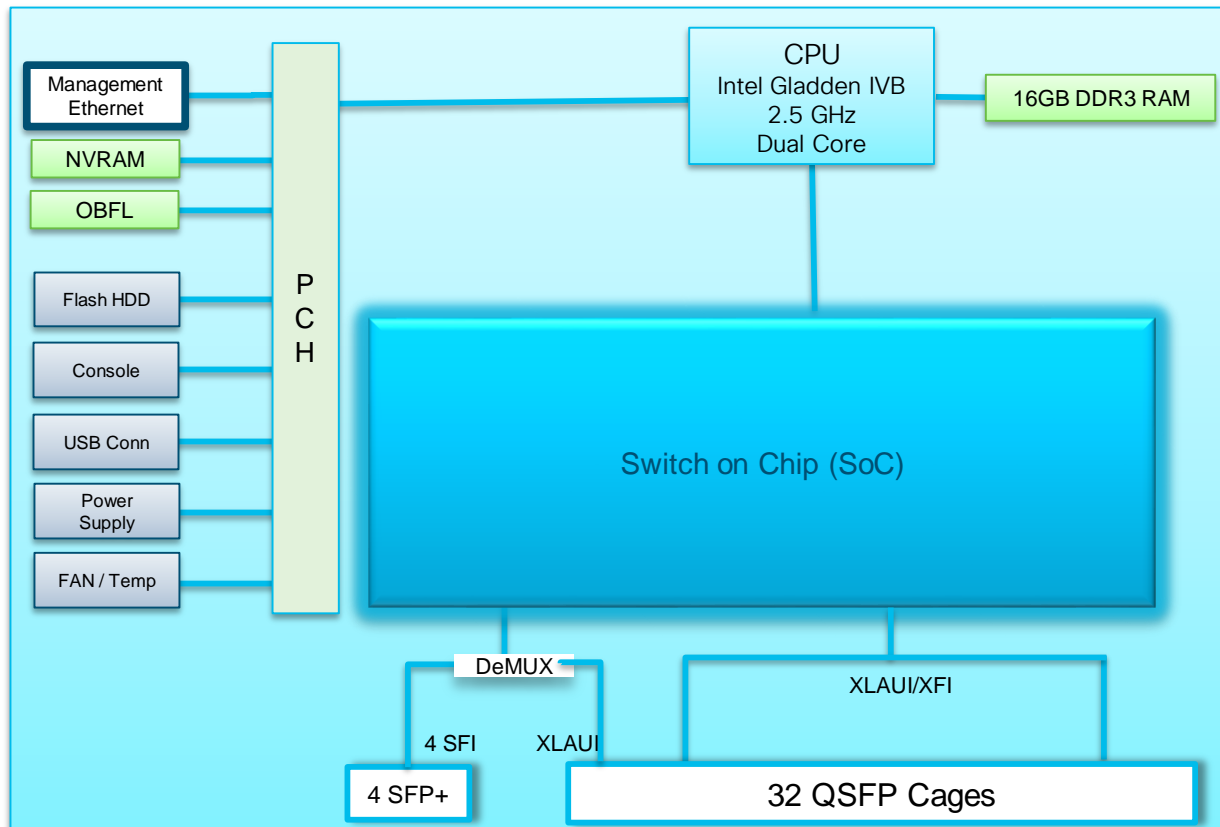 Management
Ethernet
NVRAM
OBFL
Flash HDD
Console
USB Conn
Power
Supply
FAN / Temp
P
C
H
CPU
Intel Gladden IVB
2.5 GHz
Dual Core
16GB DDR3 RAM
Switch on Chip (SoC)
DeMUX
XLAUI/XFI
4 SFI
XLAUI
4 SFP+
32 QSFP Cages